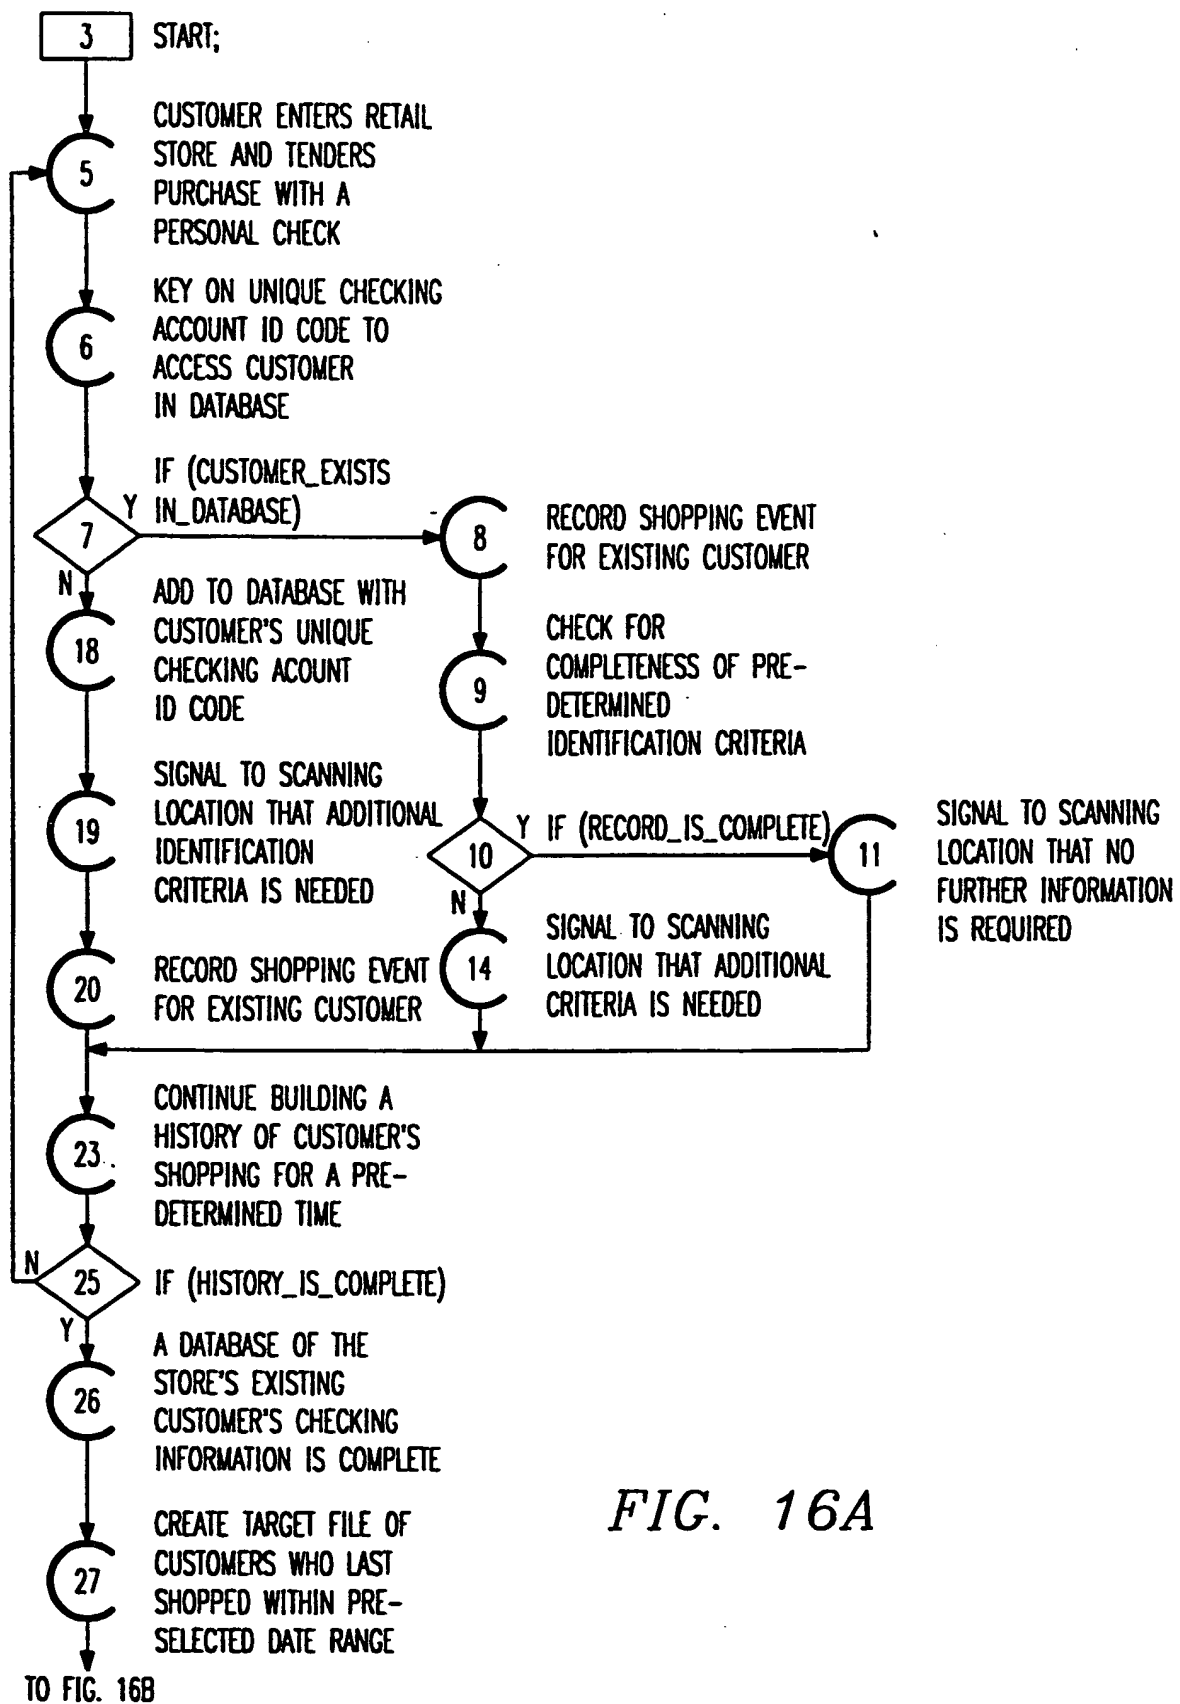 3 START;
CUSTOMER ENTERS RETAIL
STORE AND TENDERS
5
PURCHASE WITH A
PERSONAL CHECK
KEY ON UNIQUE CHECKING
ACCOUNT ID CODE TO
6
ACCESS CUSTOMER
IN DATABASE
IF (CUSTOMER_EXISTS
Y IN_DATABASE)
7
N
8
RECORD SHOPPING EVENT
FOR EXISTING CUSTOMER
ADD TO DATABASE WITH
CUSTOMER'S UNIQUE
18
CHECKING ACOUNT
ID CODE
CHECK FOR
COMPLETENESS OF PRE-
9
DETERMINED
IDENTIFICATION CRITERIA
SIGNAL TO SCANNING
LOCATION THAT ADDITIONAL
19
IDENTIFICATION
CRITERIA IS NEEDED
Y IF (RECORD_IS_COMPLETE)
10
N
11
SIGNAL TO SCANNING
LOCATION THAT NO
FURTHER INFORMATION
IS REQUIRED
20
RECORD SHOPPING EVENT
FOR EXISTING CUSTOMER
14
SIGNAL TO SCANNING
LOCATION THAT ADDITIONAL
CRITERIA IS NEEDED
CONTINUE BUILDING A
HISTORY OF CUSTOMER'S
23
SHOPPING FOR A PRE-
DETERMINED TIME
N
25 IF (HISTORY_IS_COMPLETE)
Y
A DATABASE OF THE
STORE'S EXISTING
26
CUSTOMER'S CHECKING
INFORMATION IS COMPLETE
CREATE TARGET FILE OF
CUSTOMERS WHO LAST
27
SHOPPED WITHIN PRE-
SELECTED DATE RANGE
TO FIG. 16B
FIG. 16A